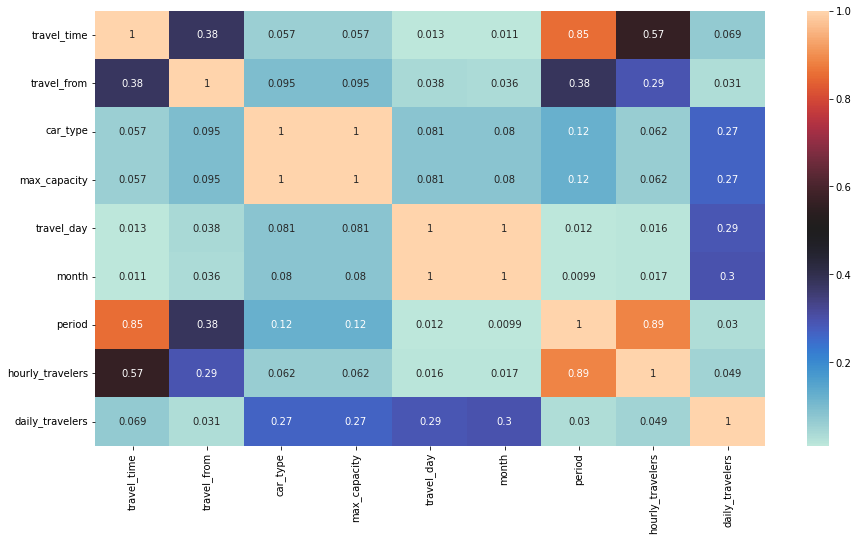 travel_time 1 0.38 0.057 0.057 0.013 0.011 0.85 0.57 0.069
travel_from 0.38 1 0.095 0.095 0.038 0.036 0.38 0.29 0.031
car_type 0.057 0.095 1 1 0.081 0.08 0.12 0.062 0.27
max_capacity 0.057 0.095 1 1 0.081 0.08 0.12 0.062 0.27
travel_day 0.013 0.038 0.081 0.081 1 1 0.012 0.016 0.29
month 0.011 0.036 0.08 0.08 1 1 0.0099 0.017 0.3
period 0.85 0.38 0.12 0.12 0.012 0.0099 1 0.89 0.03
hourly_travelers 0.57 0.29 0.062 0.062 0.016 0.017 0.89 1 0.049
daily_travelers 0.069 0.031 0.27 0.27 0.29 0.3 0.03 0.049 1
travel_time travel_from car_type max_capacity travel_day month period hourly_travelers daily_travelers
1.0
0.8
0.6
0.4
0.2